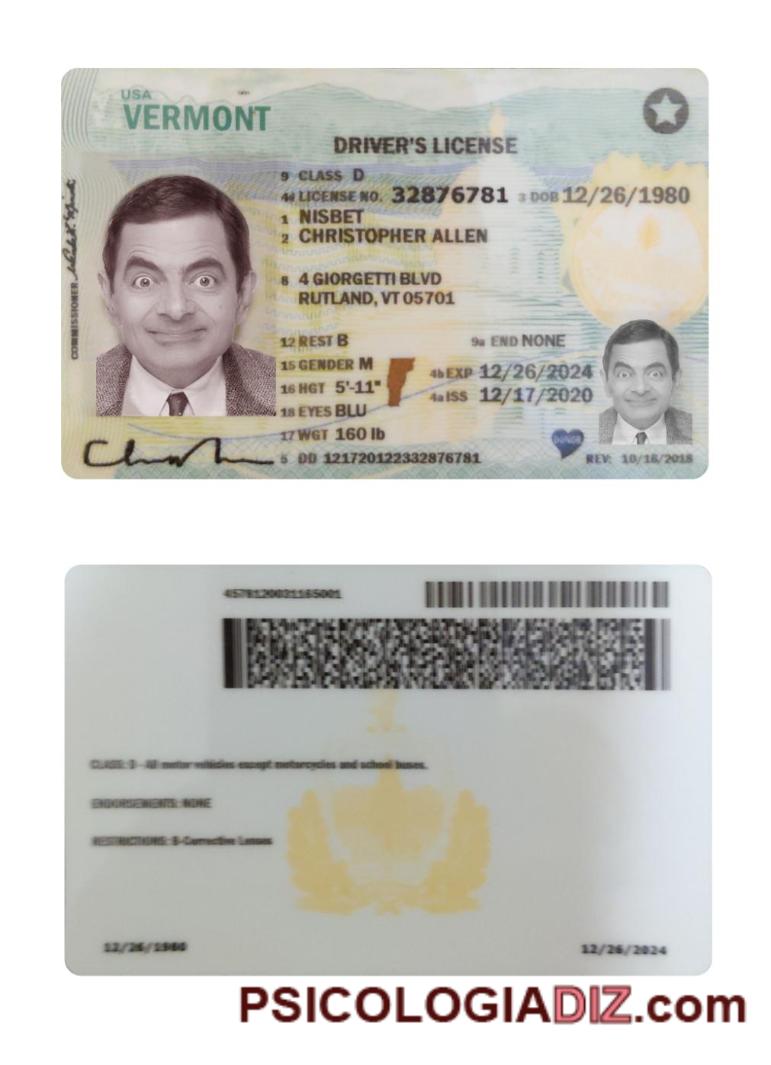 USA
VERMONT
DRIVER'S LICENSE
9 CLASS D
4d LICENSE NO. 32876781 3 DOB 12/26/1980
1 NISBET
2 CHRISTOPHER ALLEN
8 4 GIORGETTI BLVD
RUTLAND, VT 05701
12 REST B 9a END NONE
15 GENDER M 4b EXP 12/26/2024
16 HGT 5'-11" 4a ISS 12/17/2020
18 EYES BLU
17 WGT 160 lb
5 DD 121720122332876781
DONOR
REV: 10/16/2018
COMMISSIONER
4578120021165001
CLASS: D - All motor vehicles except motorcycles and school buses.
ENDORSEMENTS: NONE
RESTRICTIONS: B-Corrective Lenses
12/26/1980 12/26/2024
PSICOLOGIADIZ.com